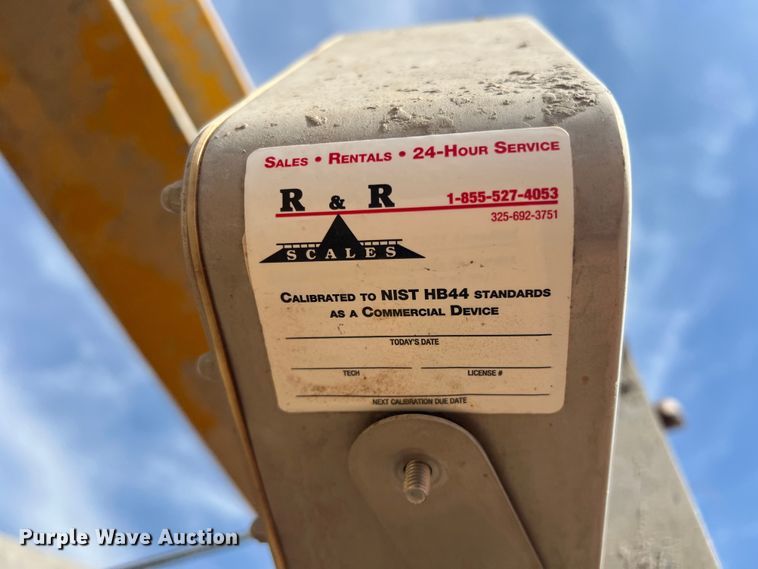 SALES • RENTALS • 24-HOUR SERVICE
R & R
1-855-527-4053
325-692-3751
SCALES
CALIBRATED TO NIST HB44 STANDARDS
AS A COMMERCIAL DEVICE
TODAY'S DATE
TECH LICENSE #
NEXT CALIBRATION DUE DATE
Purple Wave Auction